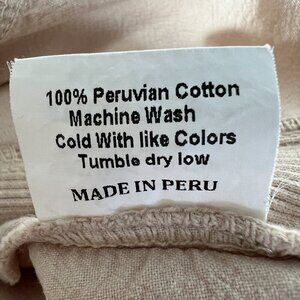 100% Peruvian Cotton
Machine Wash
Cold With like Colors
Tumble dry low
MADE IN PERU